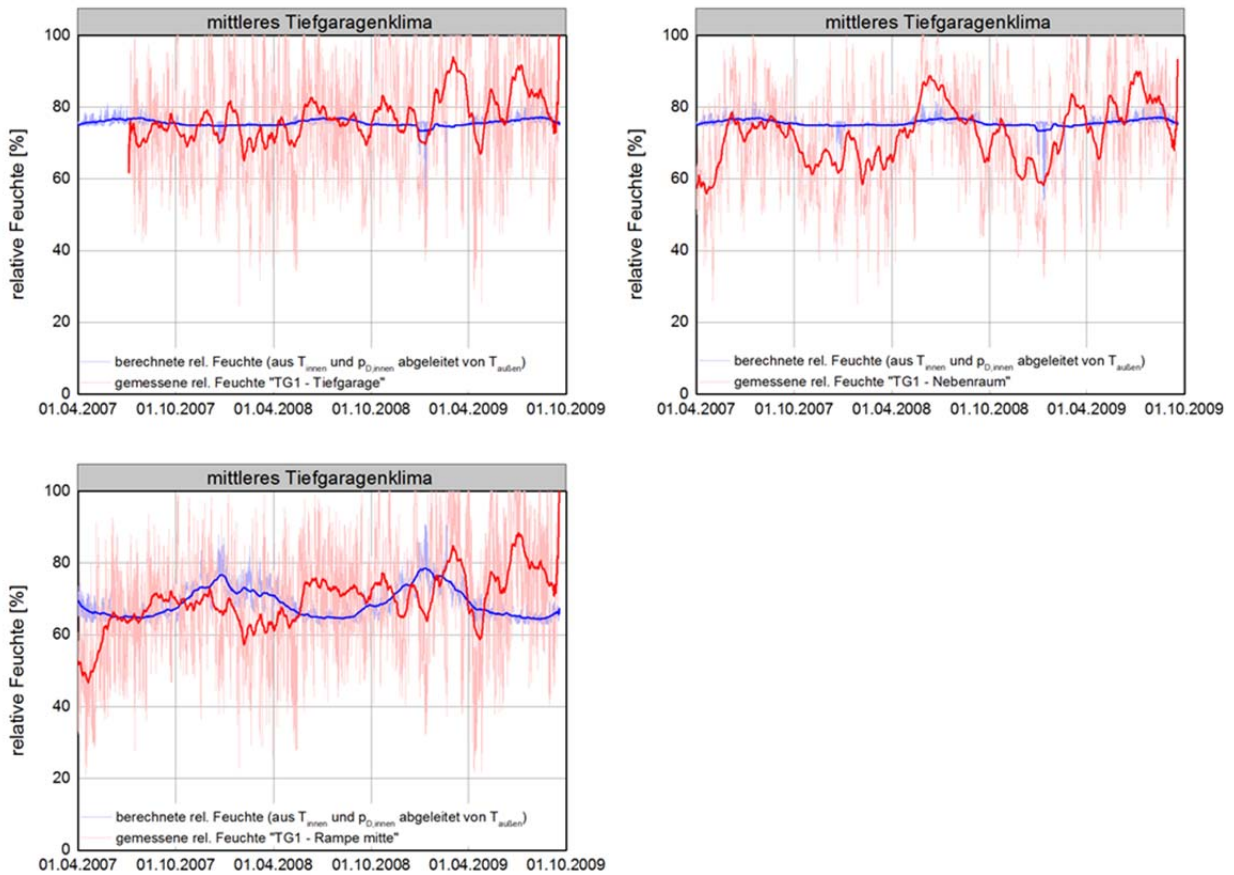 mittleres Tiefgaragenklima
relative Feuchte [%]
100
80
60
40
20
0
berechnete rel. Feuchte (aus Tinnen und pD,innen abgeleitet von Taußen)
gemessene rel. Feuchte "TG1 - Tiefgarage"
01.04.2007 01.10.2007 01.04.2008 01.10.2008 01.04.2009 01.10.2009
mittleres Tiefgaragenklima
relative Feuchte [%]
100
80
60
40
20
0
berechnete rel. Feuchte (aus Tinnen und pD,innen abgeleitet von Taußen)
gemessene rel. Feuchte "TG1 - Nebenraum"
01.04.2007 01.10.2007 01.04.2008 01.10.2008 01.04.2009 01.10.2009
mittleres Tiefgaragenklima
relative Feuchte [%]
100
80
60
40
20
0
berechnete rel. Feuchte (aus Tinnen und pD,innen abgeleitet von Taußen)
gemessene rel. Feuchte "TG1 - Rampe mitte"
01.04.2007 01.10.2007 01.04.2008 01.10.2008 01.04.2009 01.10.2009